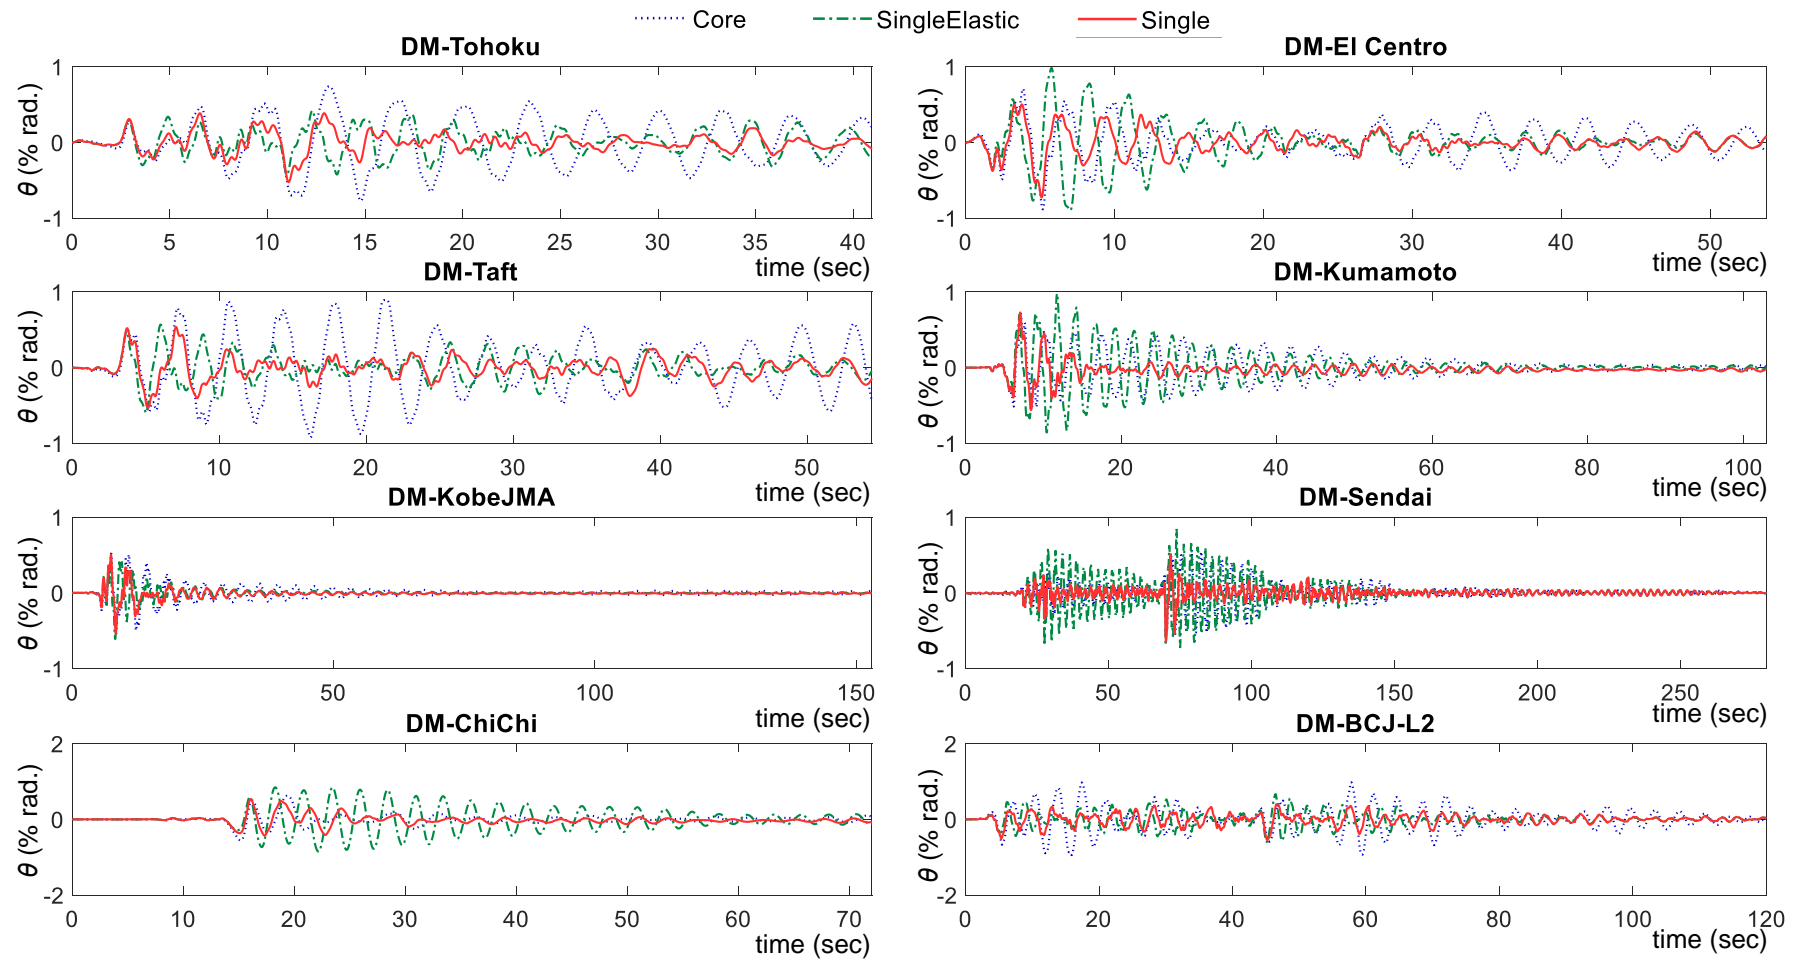 Core SingleElastic Single
DM-Tohoku
θ (% rad.)
1
0
-1
0 5 10 15 20 25 30 35 40
time (sec)
DM-El Centro
θ (% rad.)
1
0
-1
0 10 20 30 40 50
time (sec)
DM-Taft
θ (% rad.)
1
0
-1
0 10 20 30 40 50
time (sec)
DM-Kumamoto
θ (% rad.)
1
0
-1
0 20 40 60 80 100
time (sec)
DM-KobeJMA
θ (% rad.)
1
0
-1
0 50 100 150
time (sec)
DM-Sendai
θ (% rad.)
1
0
-1
0 50 100 150 200 250
time (sec)
DM-ChiChi
θ (% rad.)
2
0
-2
0 10 20 30 40 50 60 70
time (sec)
DM-BCJ-L2
θ (% rad.)
2
0
-2
0 20 40 60 80 100 120
time (sec)